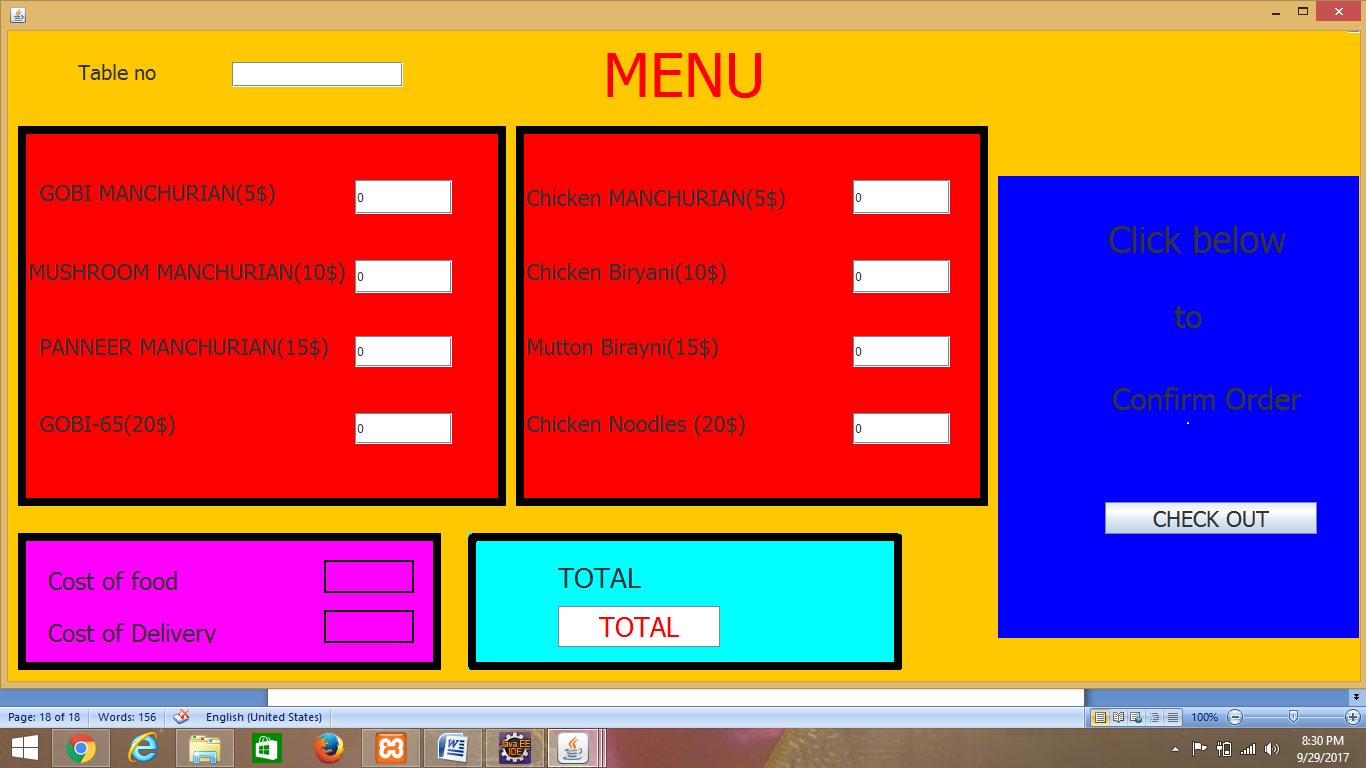 Table no
MENU
GOBI MANCHURIAN(5$) 0
MUSHROOM MANCHURIAN(10$) 0
PANNEER MANCHURIAN(15$) 0
GOBI-65(20$) 0
Chicken MANCHURIAN(5$) 0
Chicken Biryani(10$) 0
Mutton Birayni(15$) 0
Chicken Noodles (20$) 0
Click below
to
Confirm Order
CHECK OUT
Cost of food
Cost of Delivery
TOTAL
TOTAL
Page: 18 of 18 Words: 156 English (United States) 100%
Java EE
IDE
8:30 PM
9/29/2017